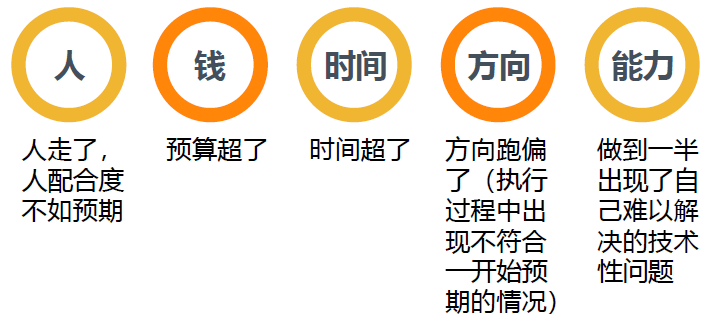 人
钱
时间
方向
能力
人走了，
人配合度
不如预期
预算超了
时间超了
方向跑偏
了（执行
过程中出
现不符合
一开始预
期的情况）
做到一半
出现了自
己难以解
决的技术
性问题